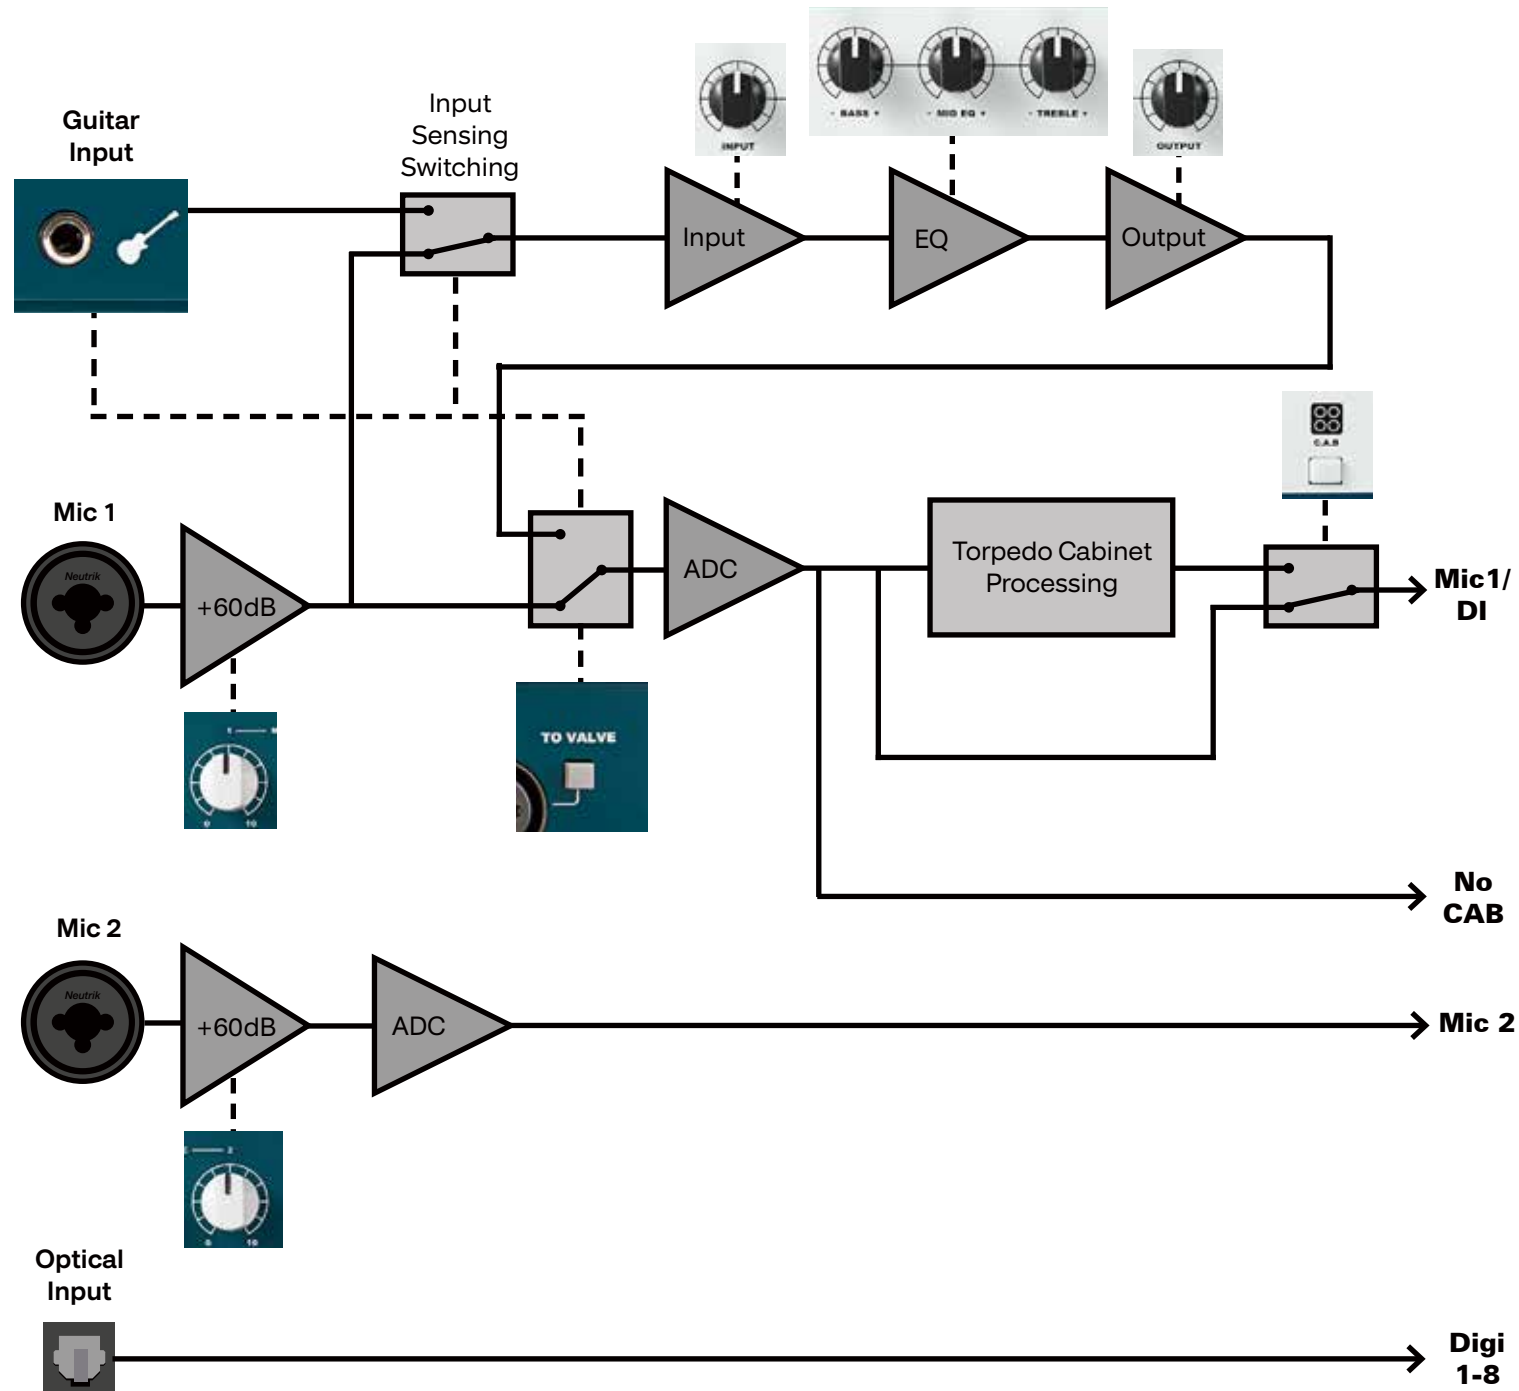 Guitar
Input
Input
Sensing
Switching
INPUT
- BASS +
- MID EQ +
- TREBLE +
OUTPUT
Input
EQ
Output
C.A.B
Mic 1
Neutrik
+60dB
ADC
Torpedo Cabinet
Processing
Mic1/
DI
TO VALVE
1
0 10
No
CAB
Mic 2
Neutrik
+60dB
ADC
Mic 2
2
0 10
Optical
Input
Digi
1-8